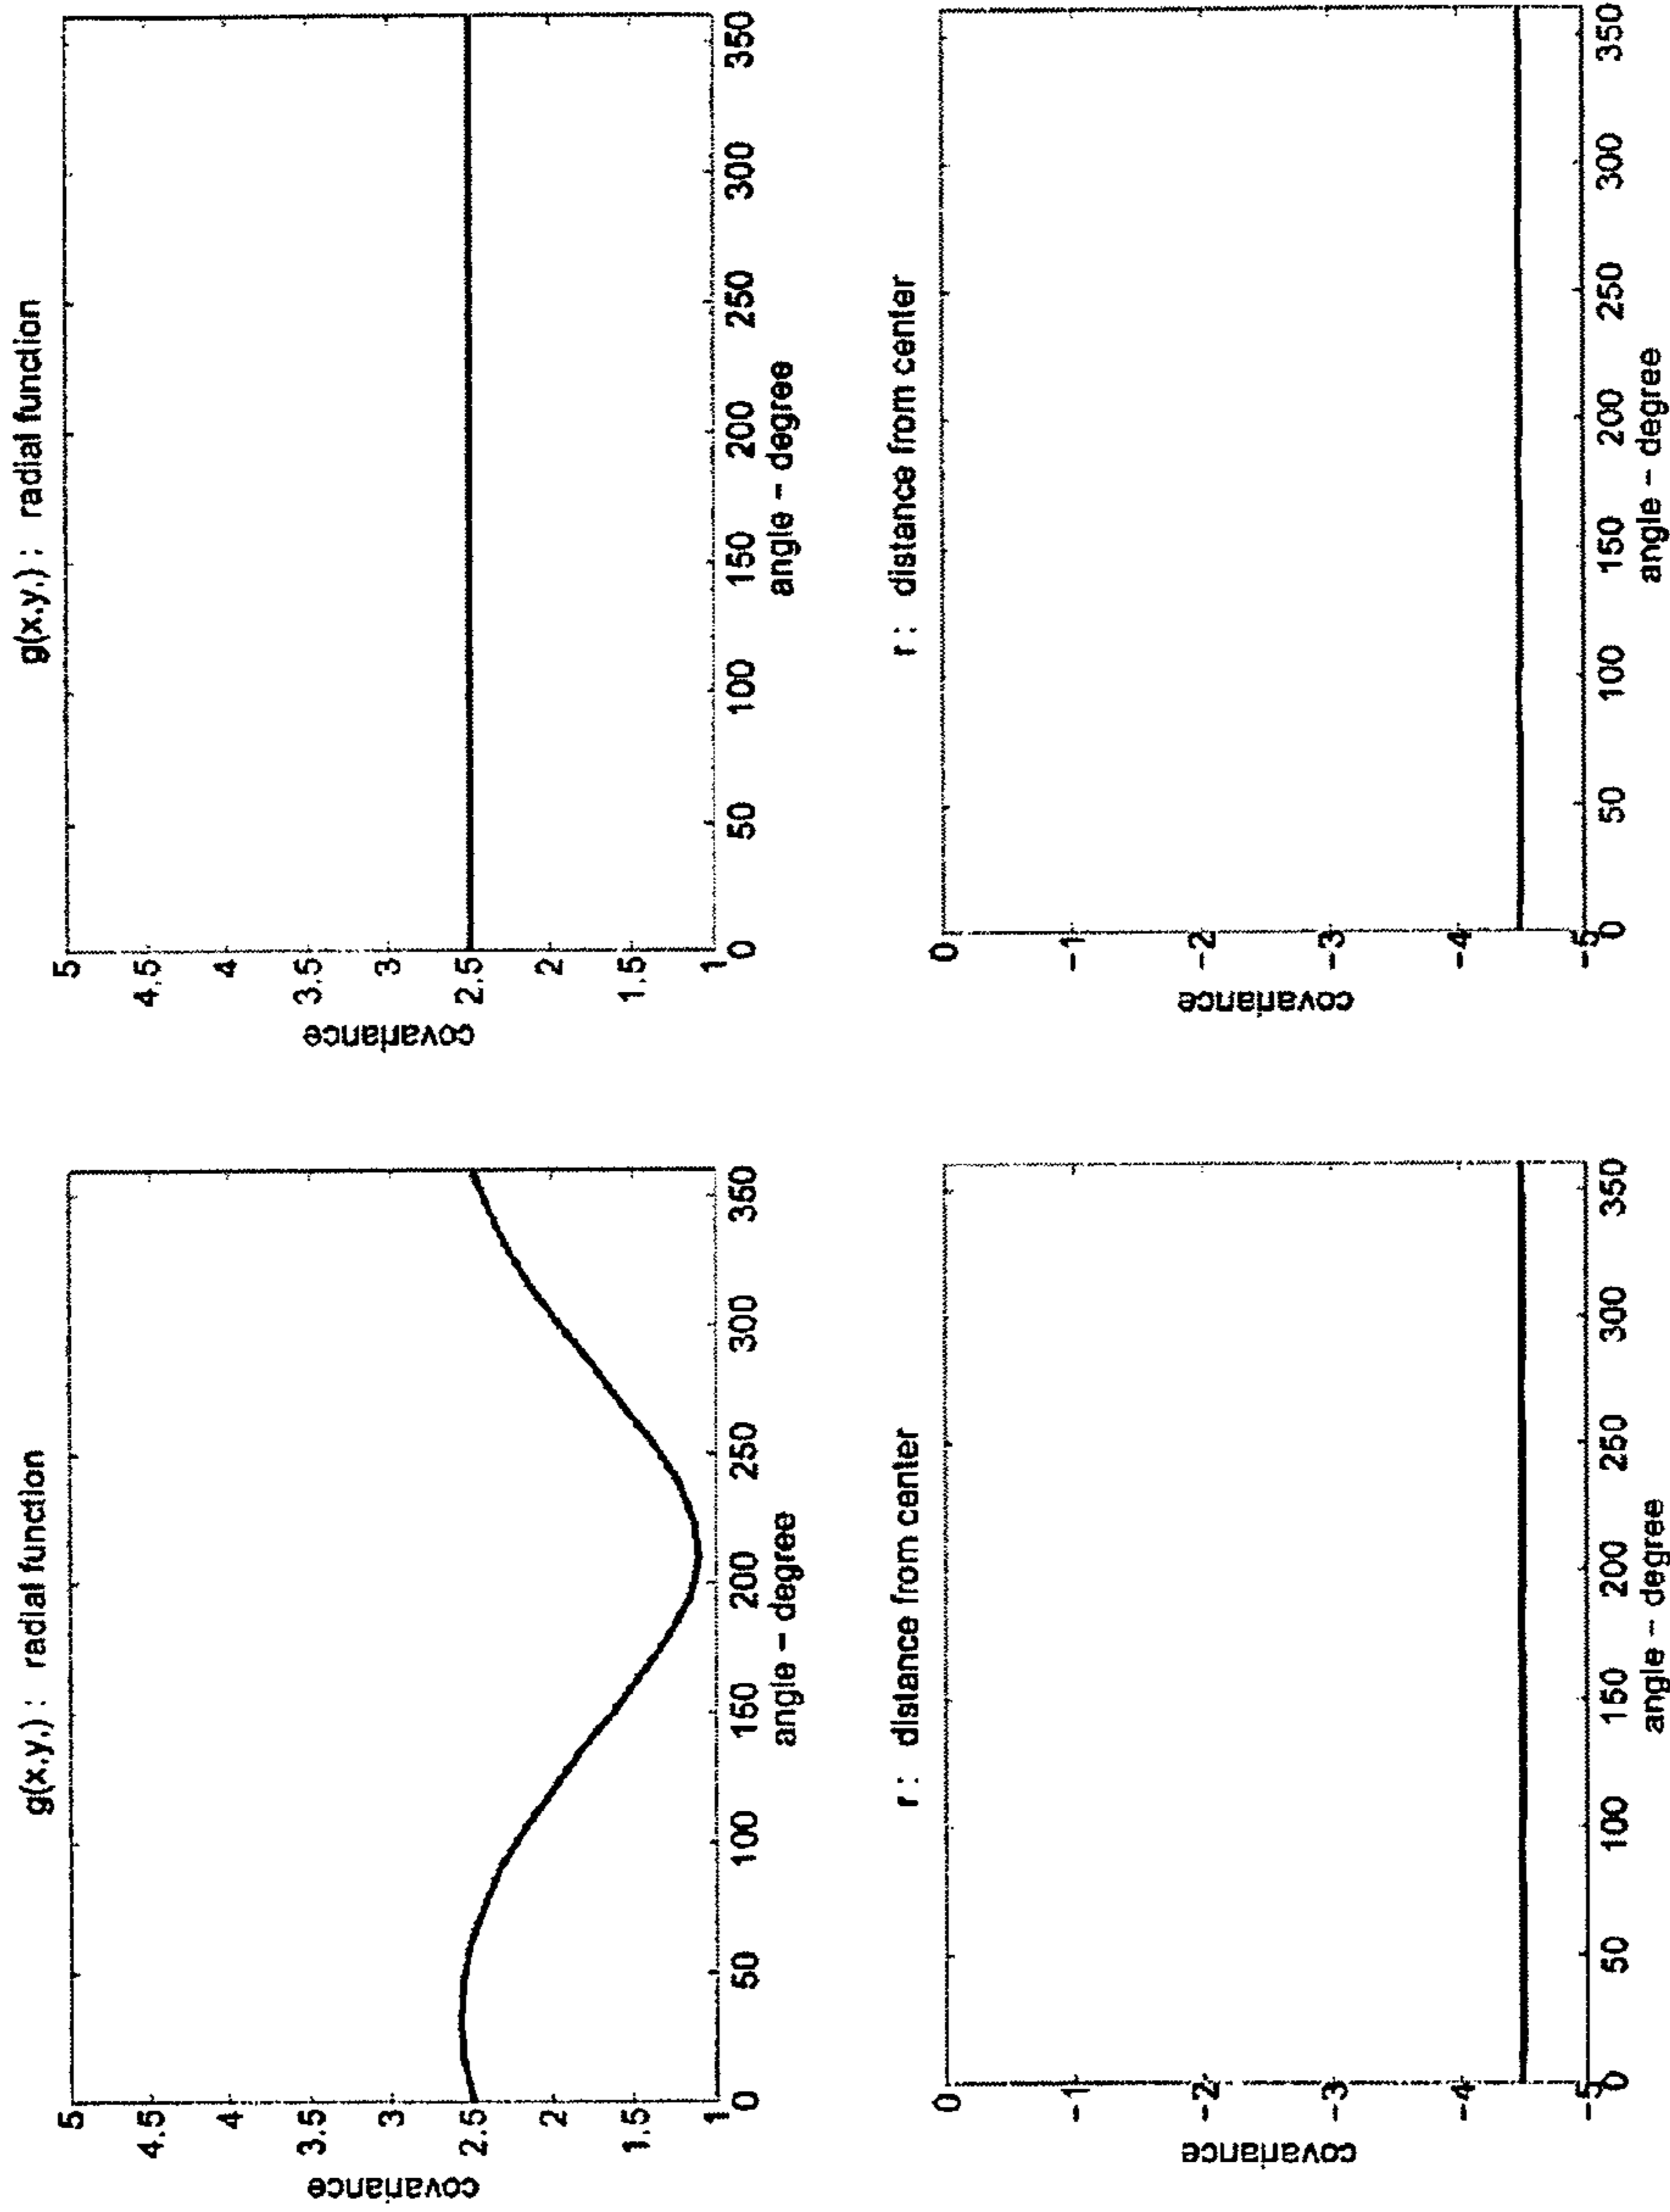 g(x,y,) : radial function
covariance
5
4.5
4
3.5
3
2.5
2
1.5
1
0 50 100 150 200 250 300 350
angle – degree
g(x,y,) : radial function
covariance
5
4.5
4
3.5
3
2.5
2
1.5
1
0 50 100 150 200 250 300 350
angle – degree
r : distance from center
covariance
0
–1
–2
–3
–4
–5
0 50 100 150 200 250 300 350
angle – degree
r : distance from center
covariance
0
–1
–2
–3
–4
–5
0 50 100 150 200 250 300 350
angle – degree